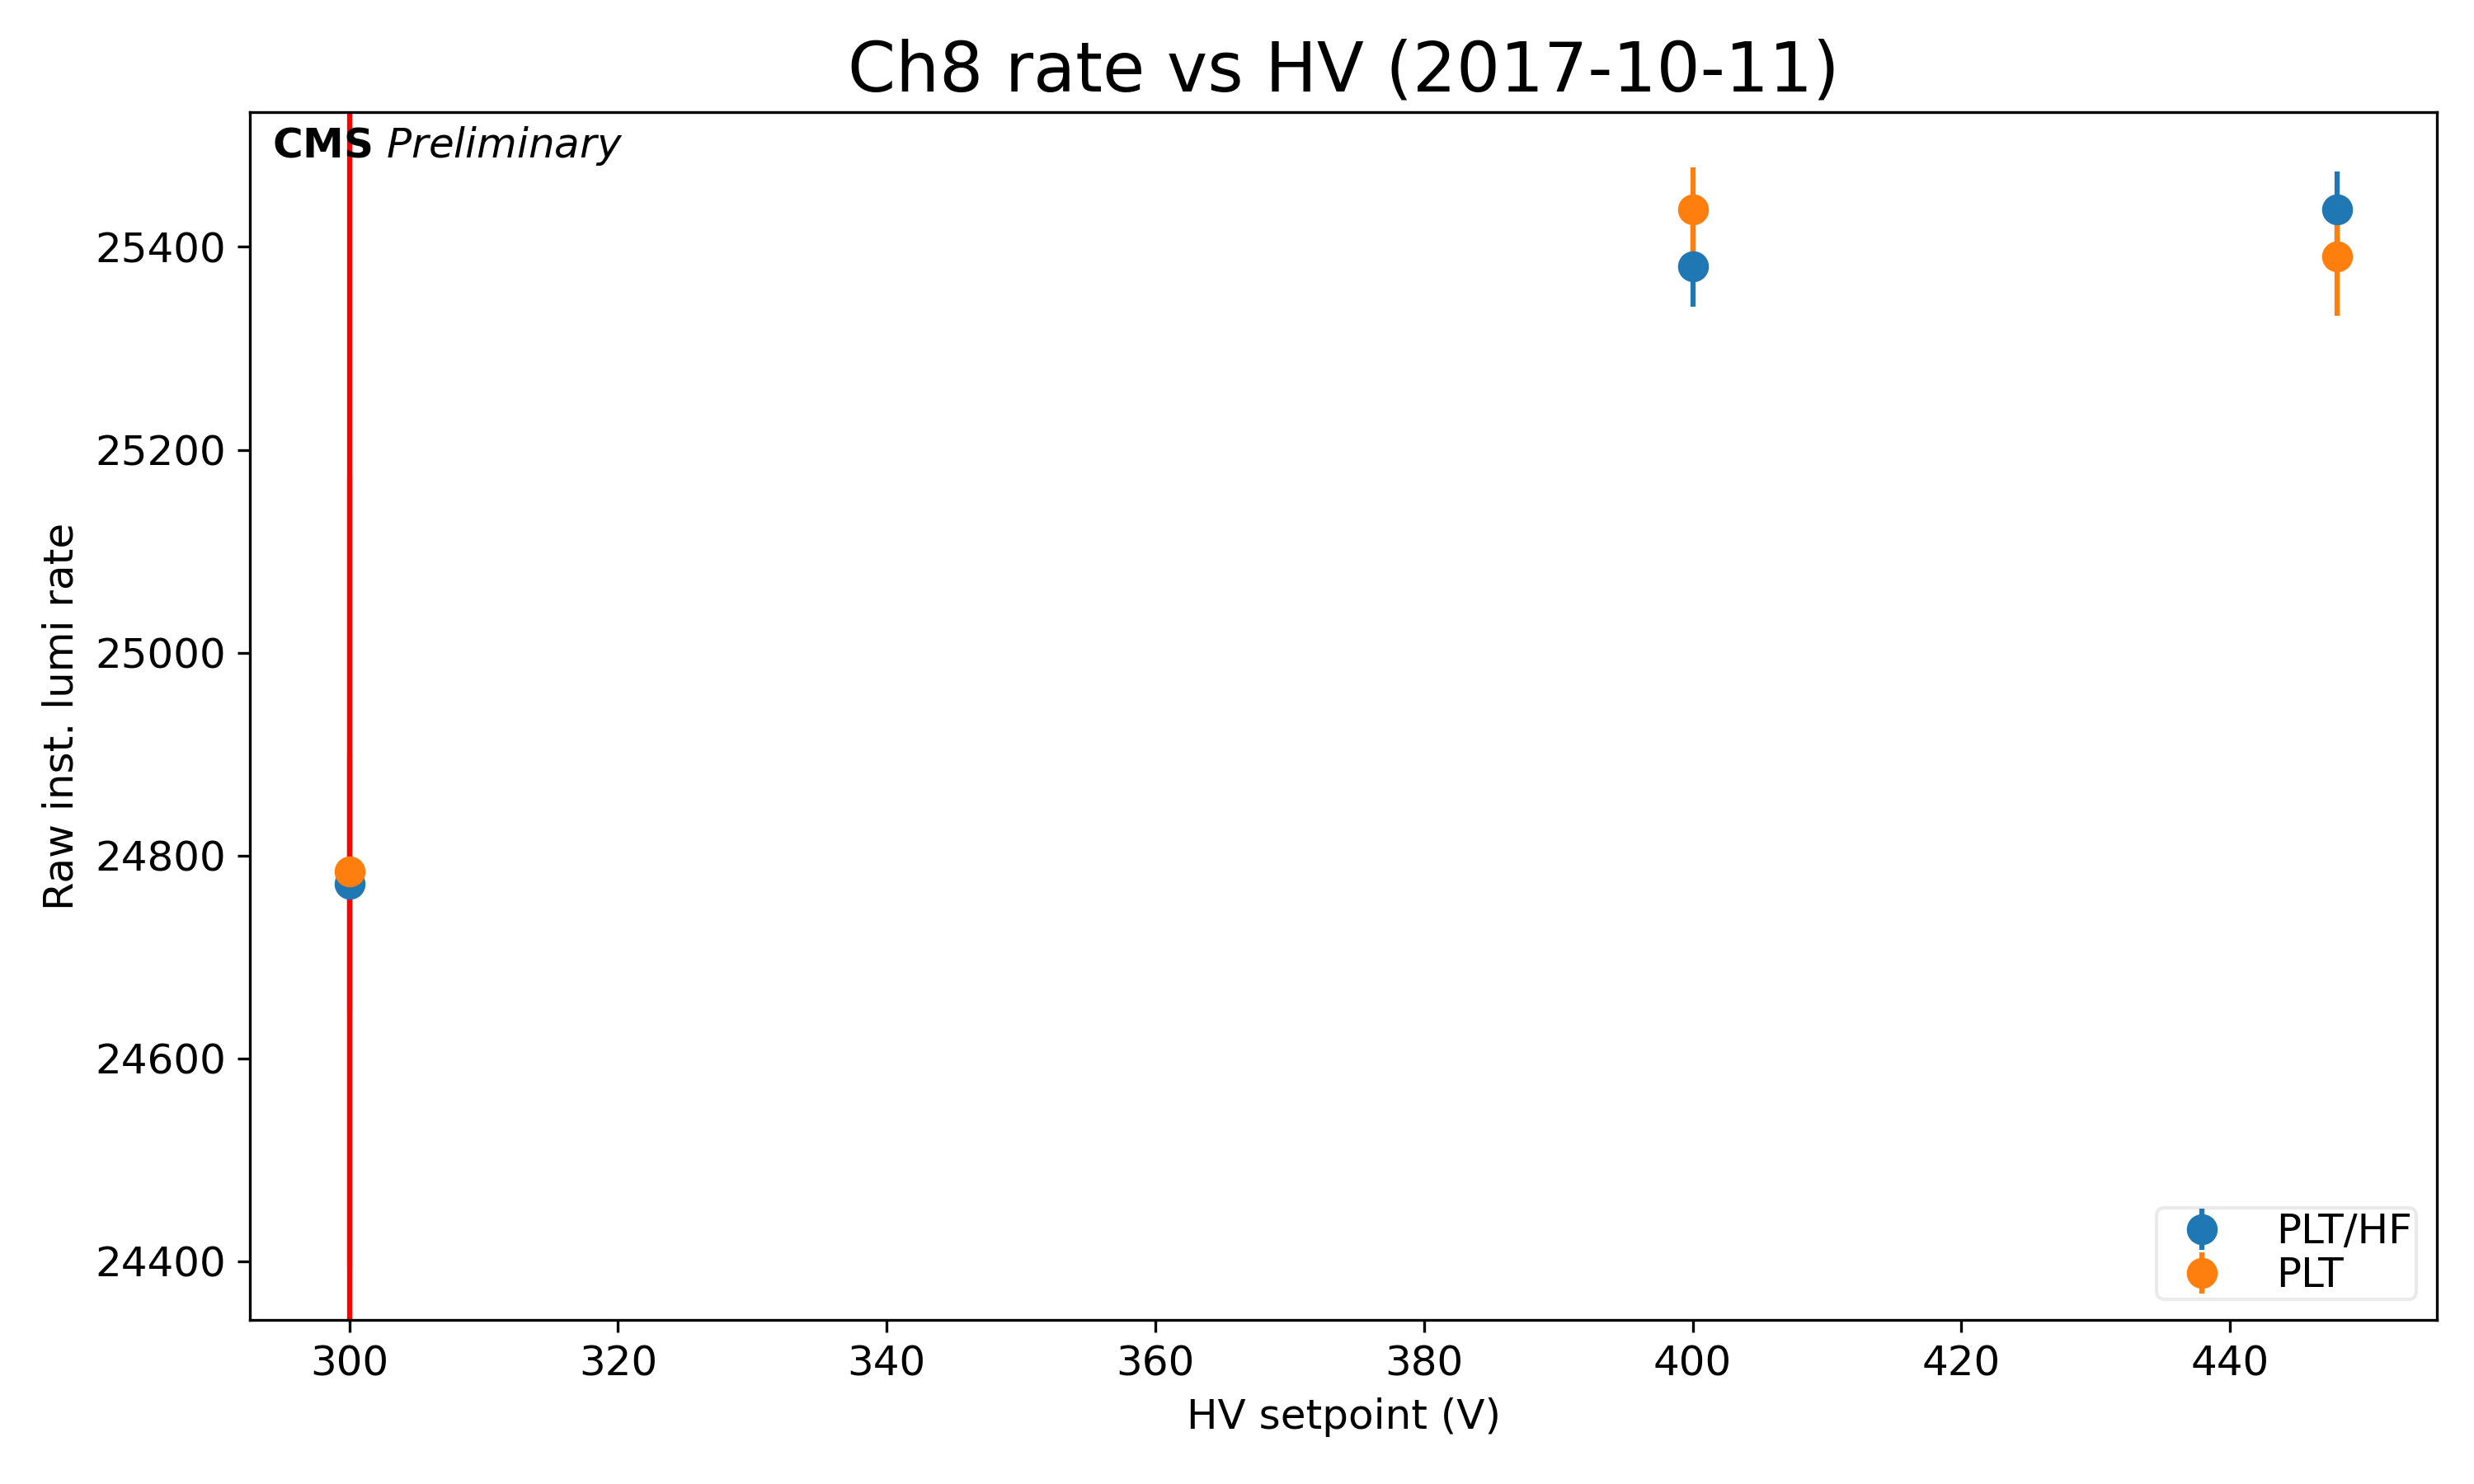 Ch8 rate vs HV (2017-10-11)
CMS Preliminary
25400
25200
25000
24800
24600
24400
Raw inst. lumi rate
300 320 340 360 380 400 420 440
HV setpoint (V)
PLT/HF
PLT